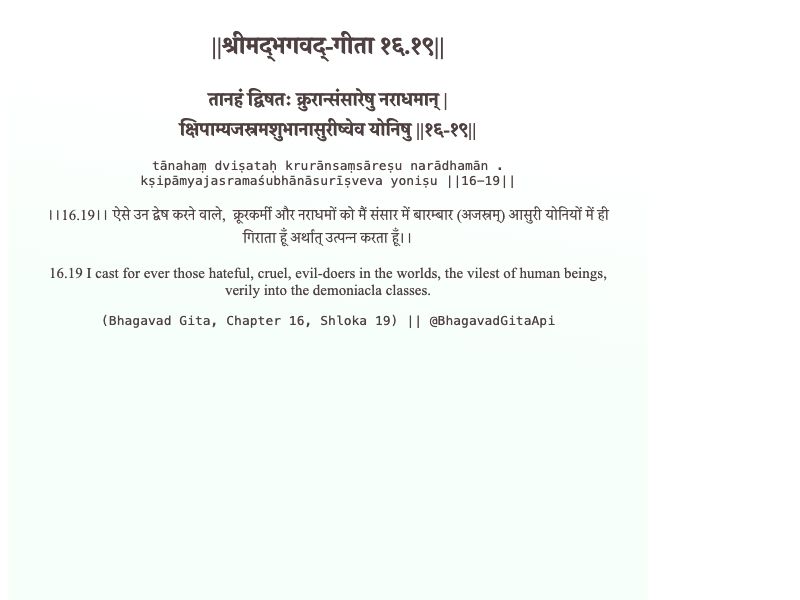 ||श्रीमद्‍भगवद्‍-गीता १६.१९||
तानहं द्विषतः क्रुरान्संसारेषु नराधमान् |
क्षिपाम्यजस्रमशुभानासुरीष्वेव योनिषु ||१६-१९||
tānahaṃ dviṣataḥ krurānsaṃsāreṣu narādhamān .
kṣipāmyajasramaśubhānāsurīṣveva yoniṣu ||16-19||
।।16.19।। ऐसे उन द्वेष करने वाले,  क्रूरकर्मी और नराधमों को मैं संसार में बारम्बार (अजस्रम्) आसुरी योनियों में ही
गिराता हूँ अर्थात् उत्पन्न करता हूँ।।
16.19 I cast for ever those hateful, cruel, evil-doers in the worlds, the vilest of human beings,
verily into the demoniacla classes.
(Bhagavad Gita, Chapter 16, Shloka 19) || @BhagavadGitaApi